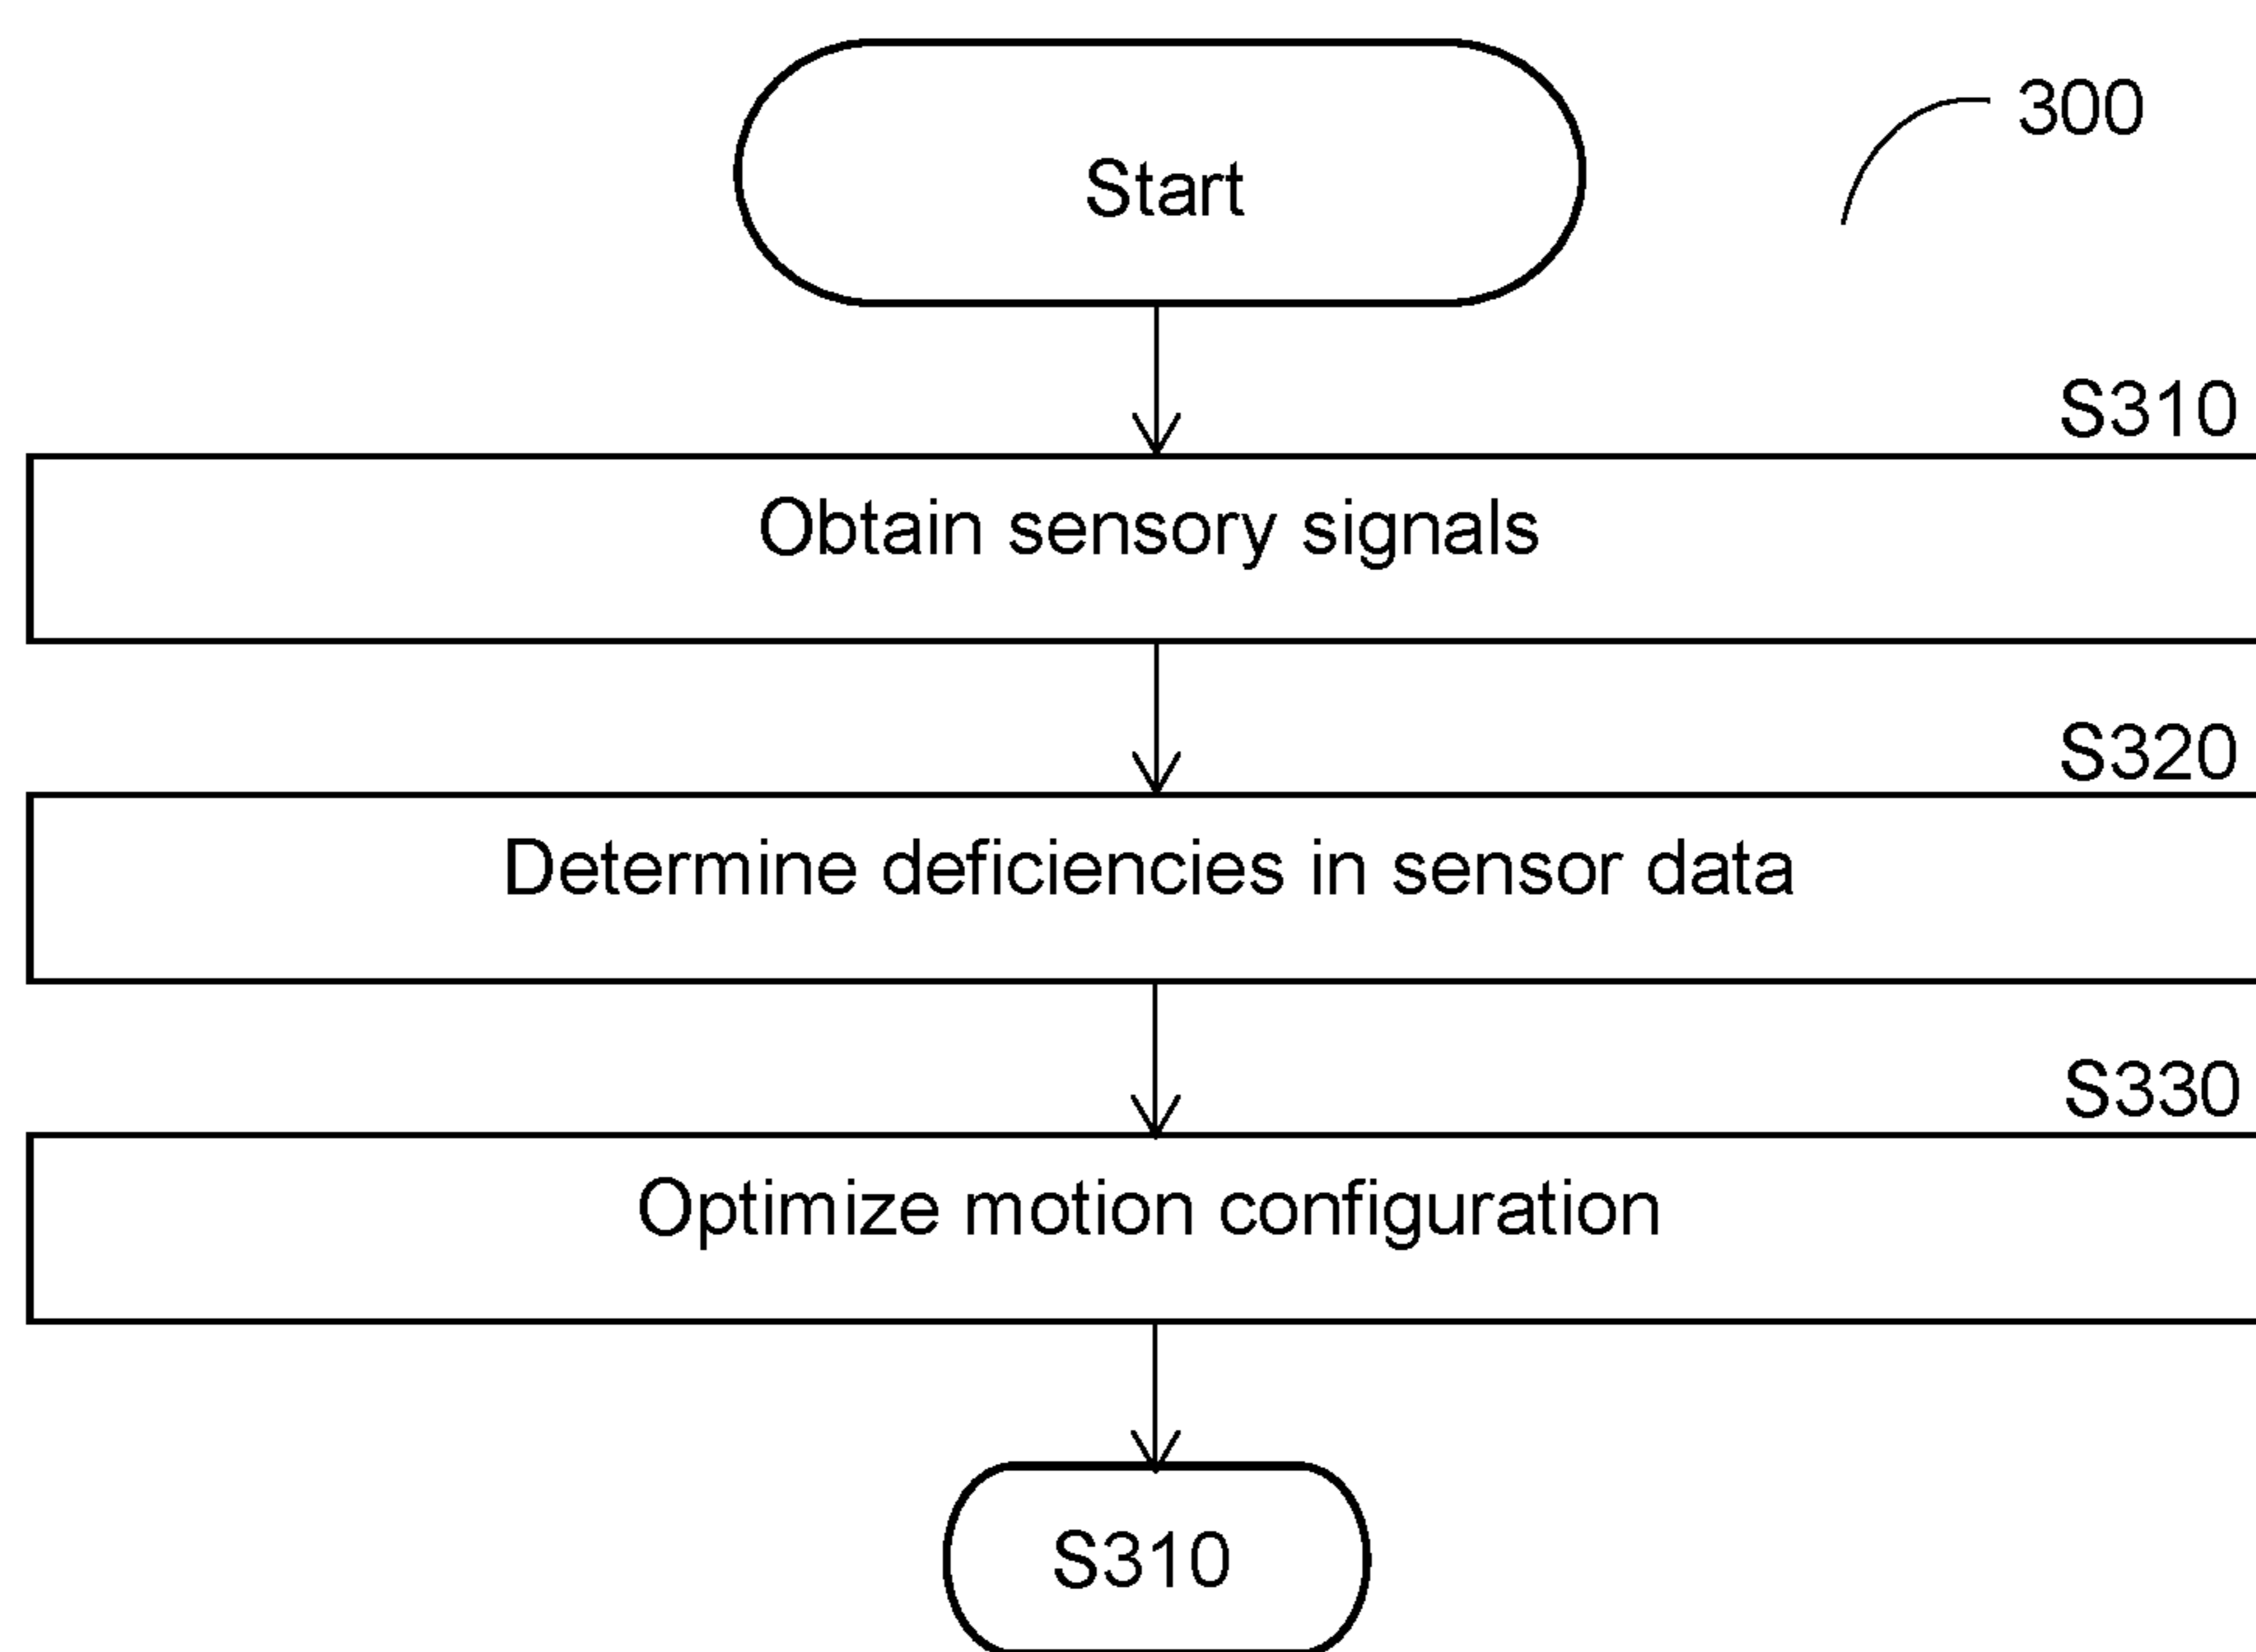 Start
300
S310
Obtain sensory signals
S320
Determine deficiencies in sensor data
S330
Optimize motion configuration
S310